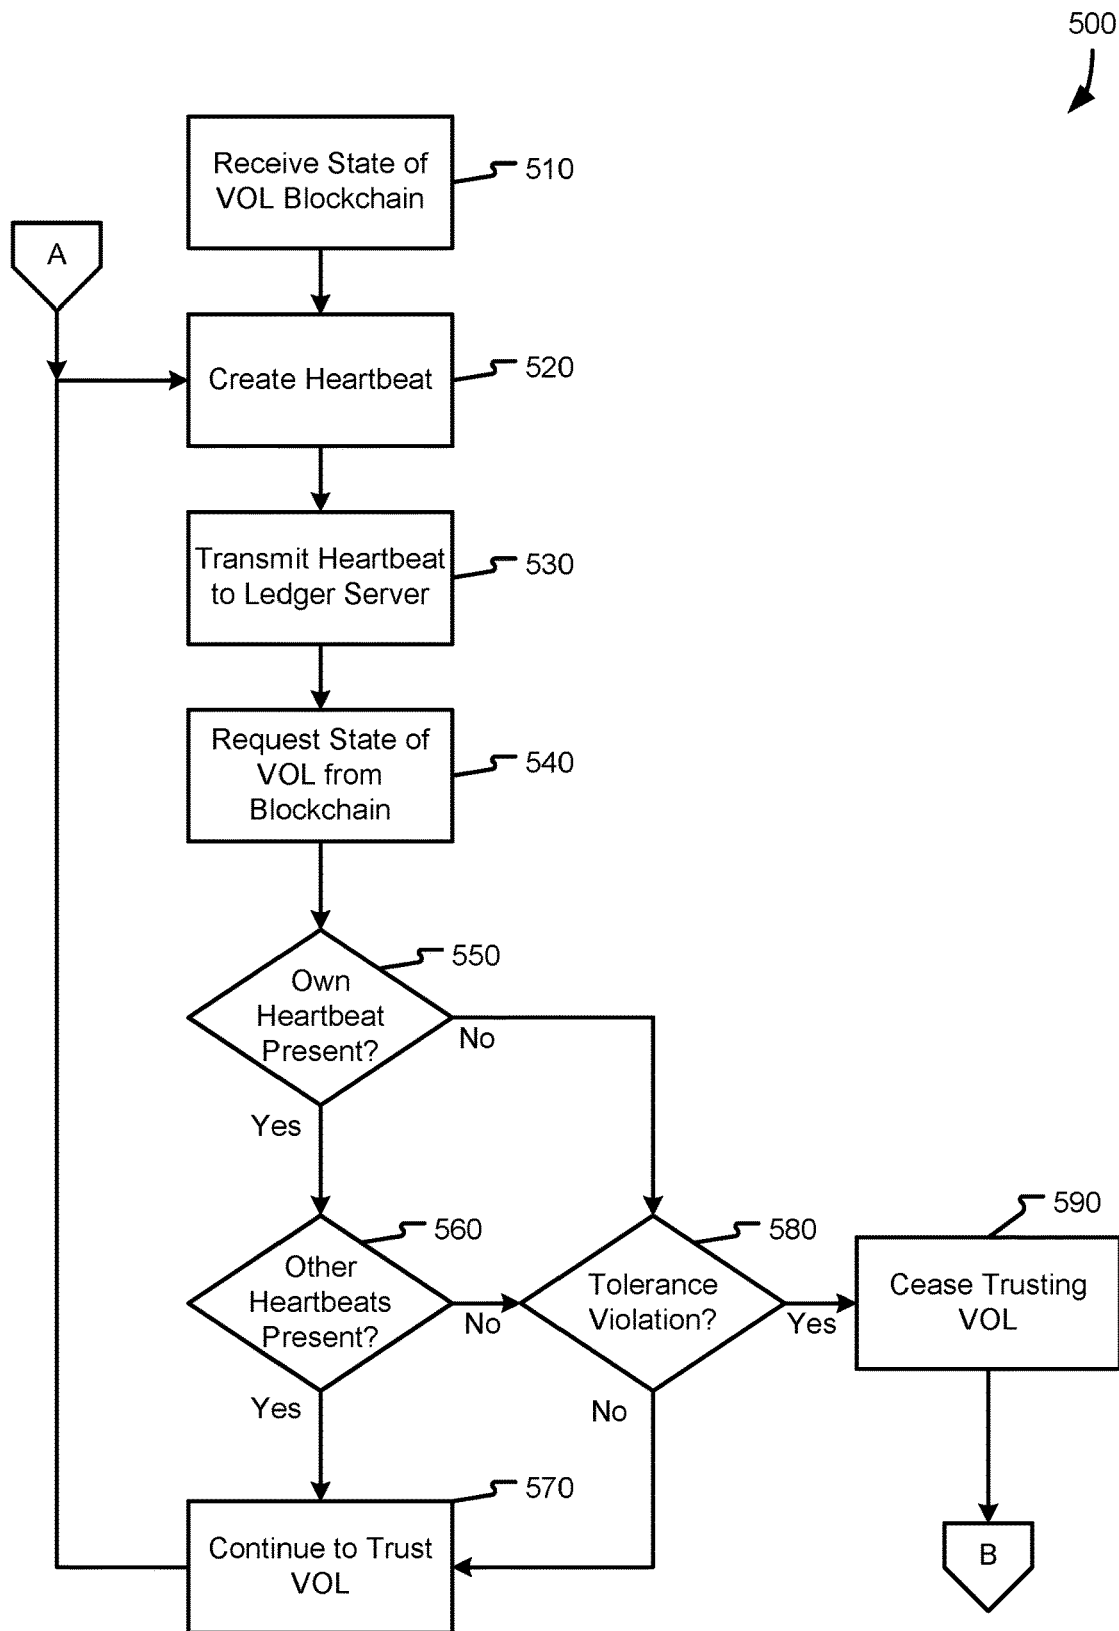 500
Receive State of
VOL Blockchain
510
A
Create Heartbeat
520
Transmit Heartbeat
to Ledger Server
530
Request State of
VOL from
Blockchain
540
Own
Heartbeat
Present?
550
No
Yes
Other
Heartbeats
Present?
560
No
Yes
Tolerance
Violation?
580
Yes
No
590
Cease Trusting
VOL
570
Continue to Trust
VOL
B